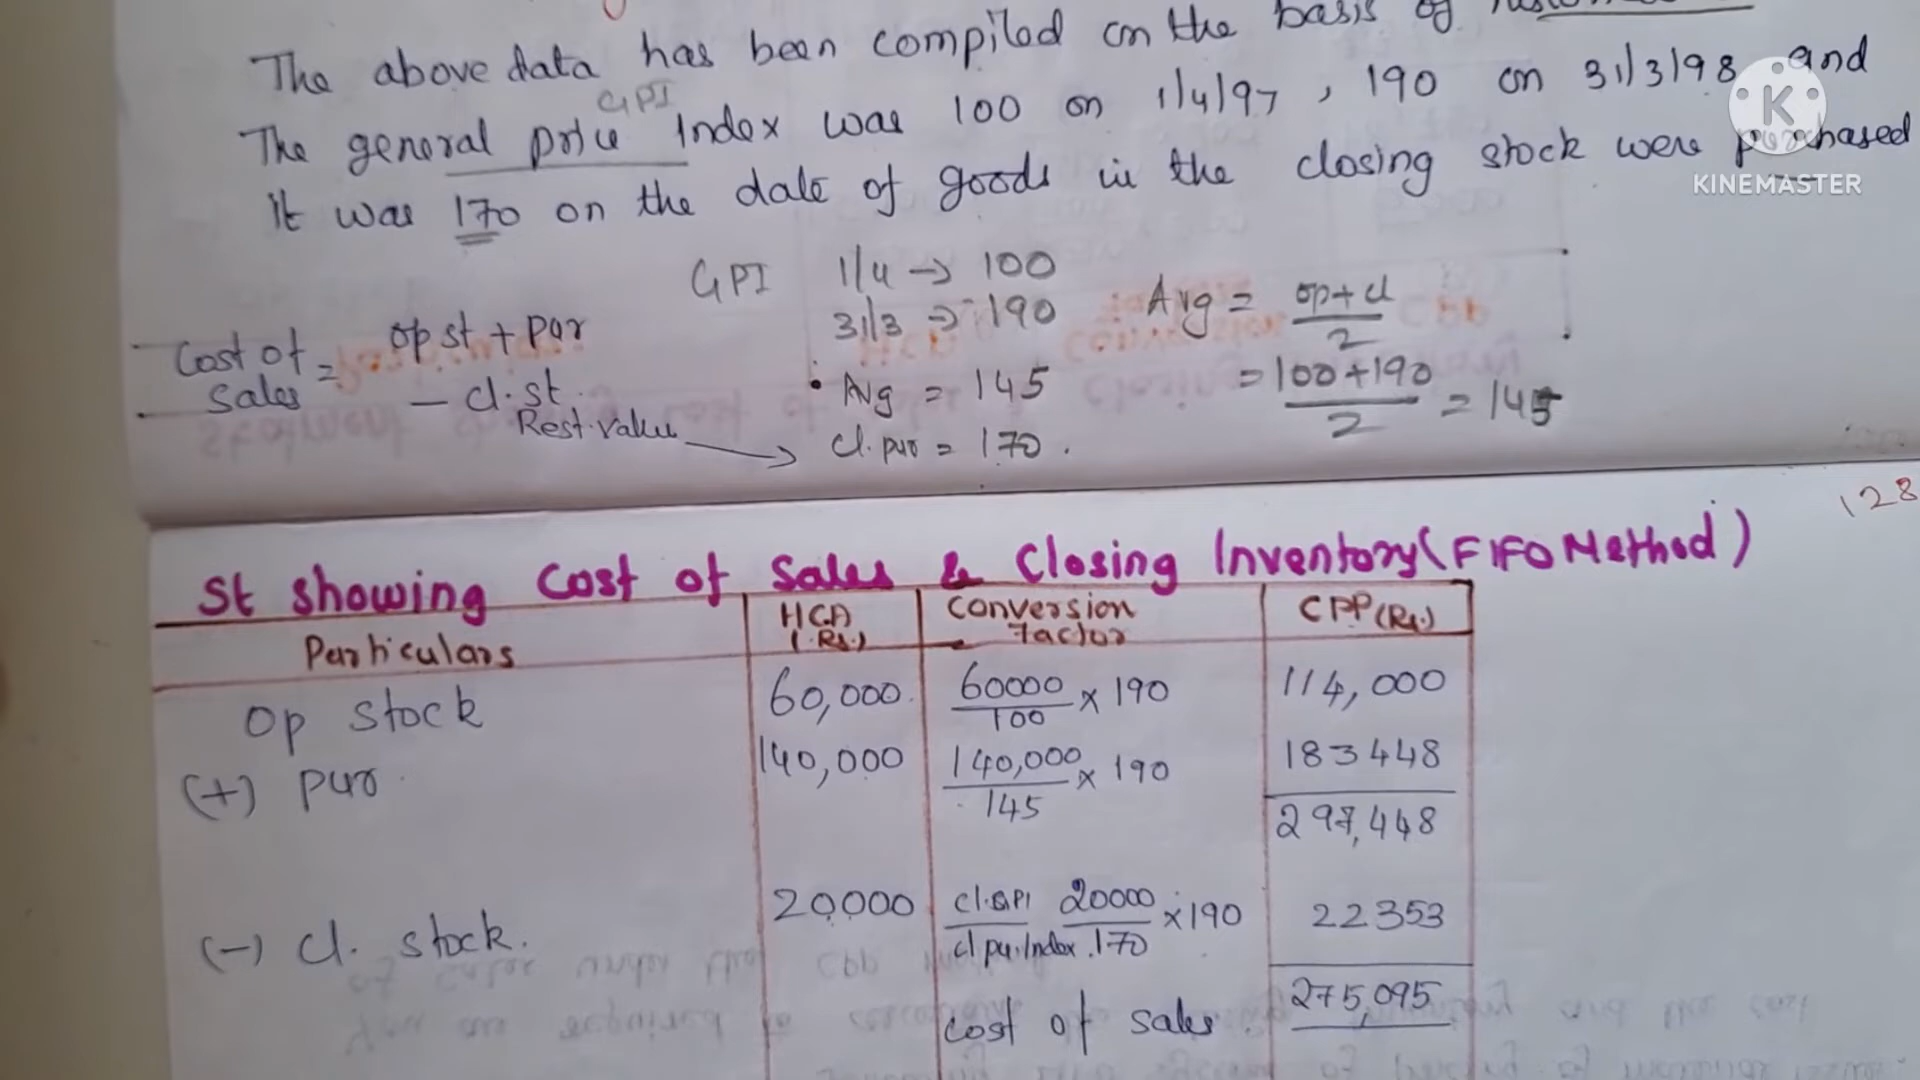 The above data has been compiled on the basis of
GPI
The general price Index was 100 on 1/4/97, 190 on 31/3/98 and
It was 170 on the date of goods in the closing stock were purchased
KINEMASTER
GPI 1/4 → 100
31/3 → 190
Avg = 145
cl. pur = 170.
Avg = op+cl / 2
= 100+190 / 2 = 145
Cost of Sales = op st + pur
- cl. st.
Rest. value →
128
St showing Cost of Sales & Closing Inventory (FIFO Method)
Particulars HCA (Rs.) Conversion Factor CPP (Rs.)
Op stock 60,000 60000/100 × 190 114,000
(+) pur. 140,000 140,000/145 × 190 183448
297,448
(-) cl. stock. 20000 cl.GPI/cl pur.Index 20000/170 × 190 22353
cost of sales. 275,095